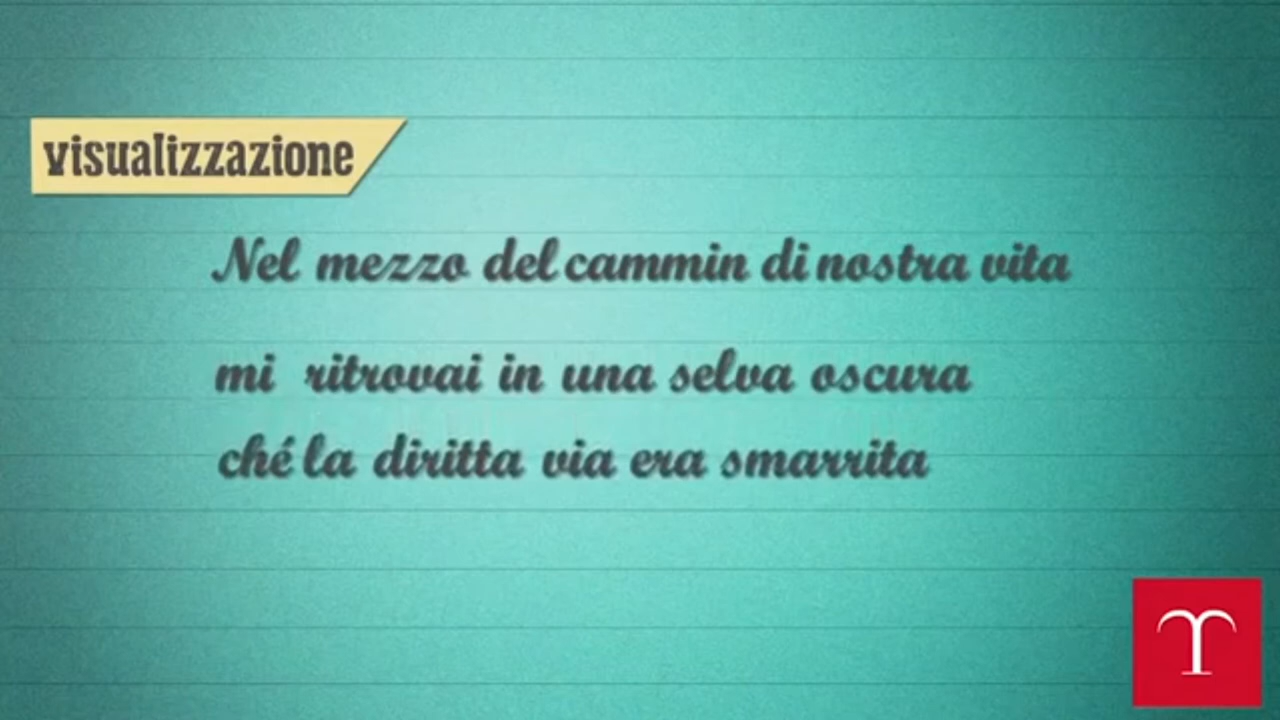 visualizzazione
Nel mezzo del cammin di nostra vita
mi ritrovai in una selva oscura
ché la diritta via era smarrita